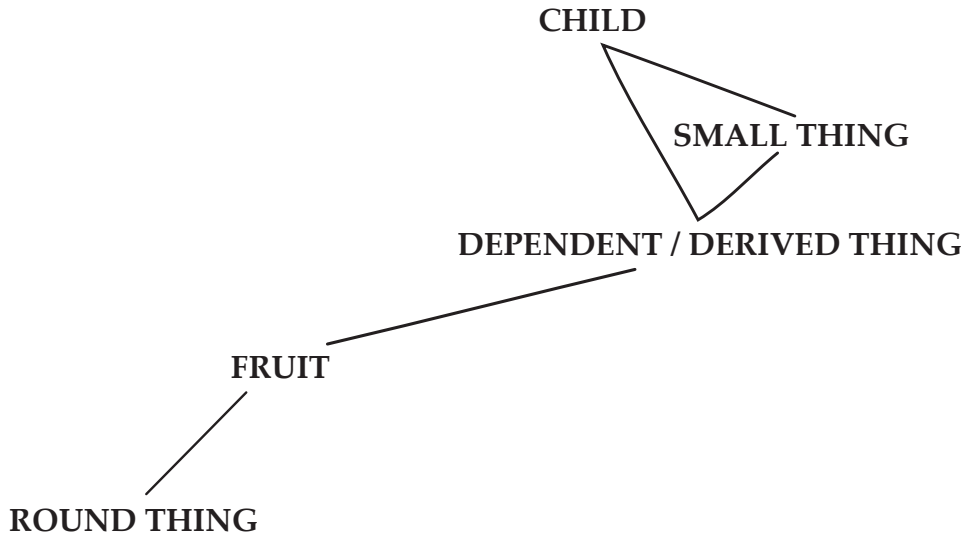 CHILD
SMALL THING
DEPENDENT / DERIVED THING
FRUIT
ROUND THING